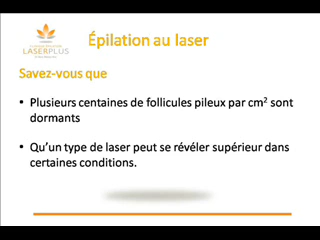 LASERPLUS
Épilation au laser
Savez-vous que
• Plusieurs centaines de follicules pileux par cm² sont
dormants
• Qu’un type de laser peut se révéler supérieur dans
certaines conditions.